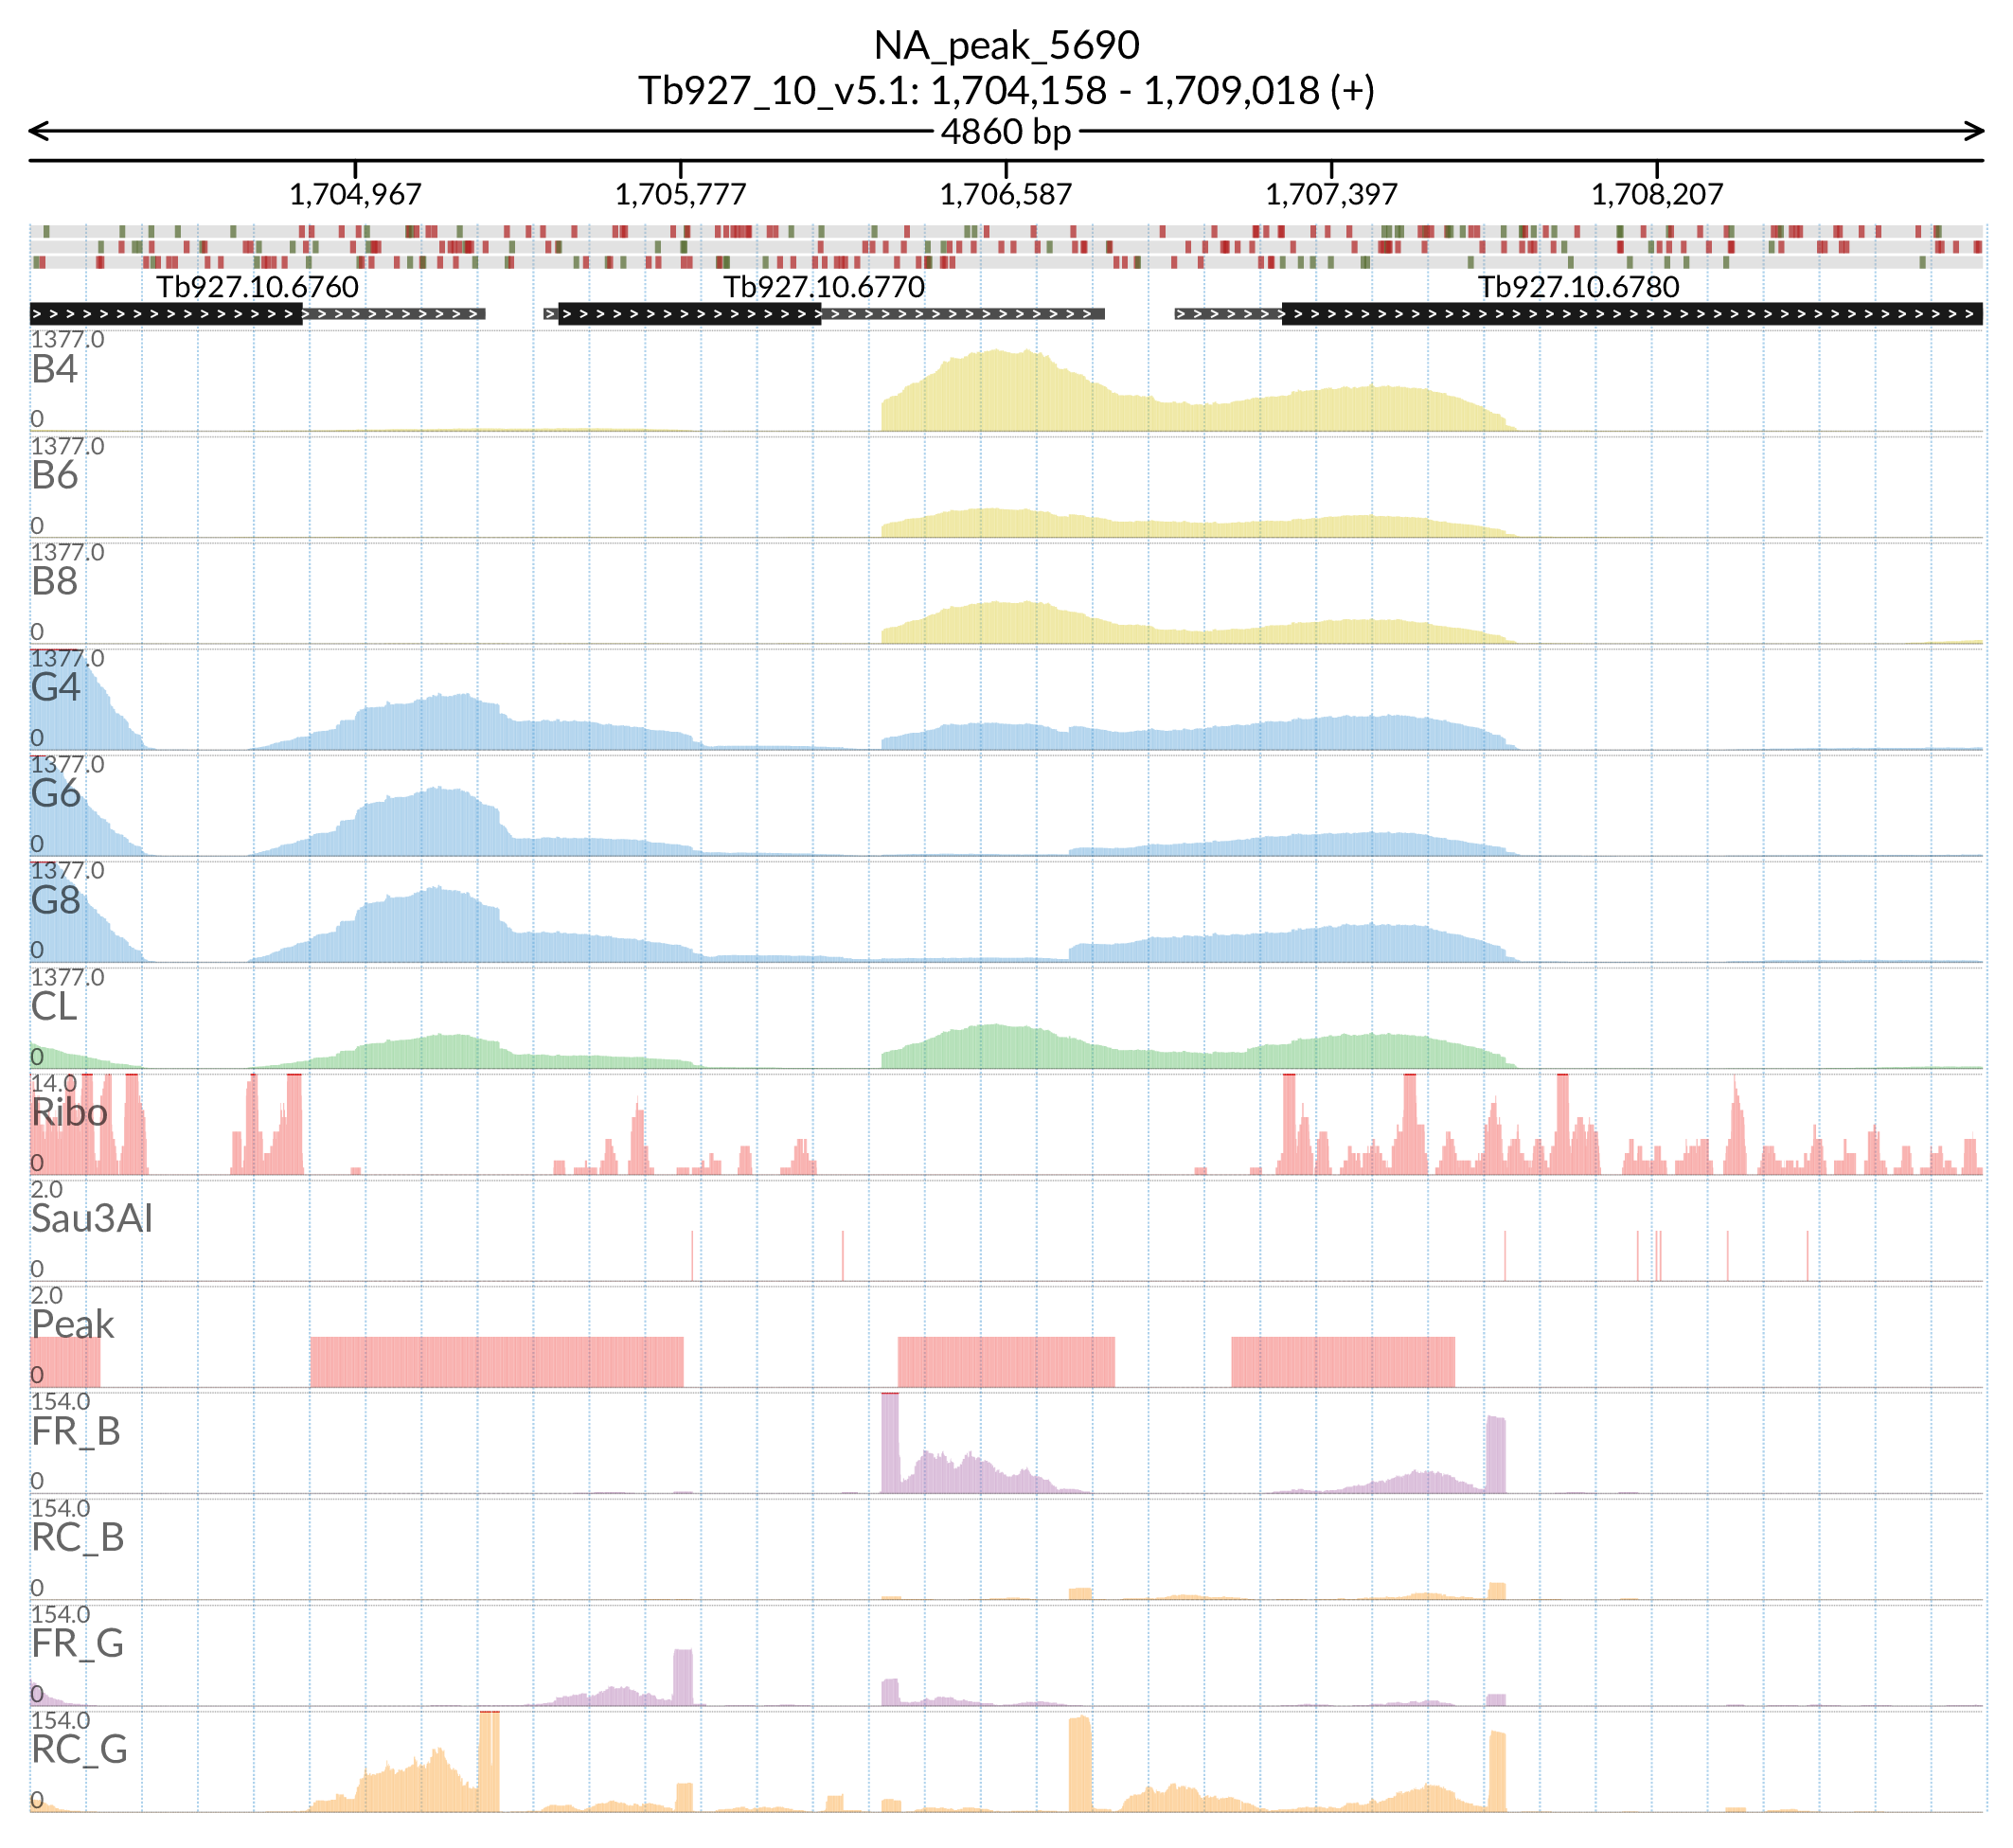 NA_peak_5690
Tb927_10_v5.1: 1,704,158 - 1,709,018 (+)
4860 bp
1,704,967 1,705,777 1,706,587 1,707,397 1,708,207
Tb927.10.6760 Tb927.10.6770 Tb927.10.6780
1377.0
B4
0
1377.0
B6
0
1377.0
B8
0
1377.0
G4
0
1377.0
G6
0
1377.0
G8
0
1377.0
CL
0
14.0
Ribo
0
2.0
Sau3AI
0
2.0
Peak
0
154.0
FR_B
0
154.0
RC_B
0
154.0
FR_G
0
154.0
RC_G
0